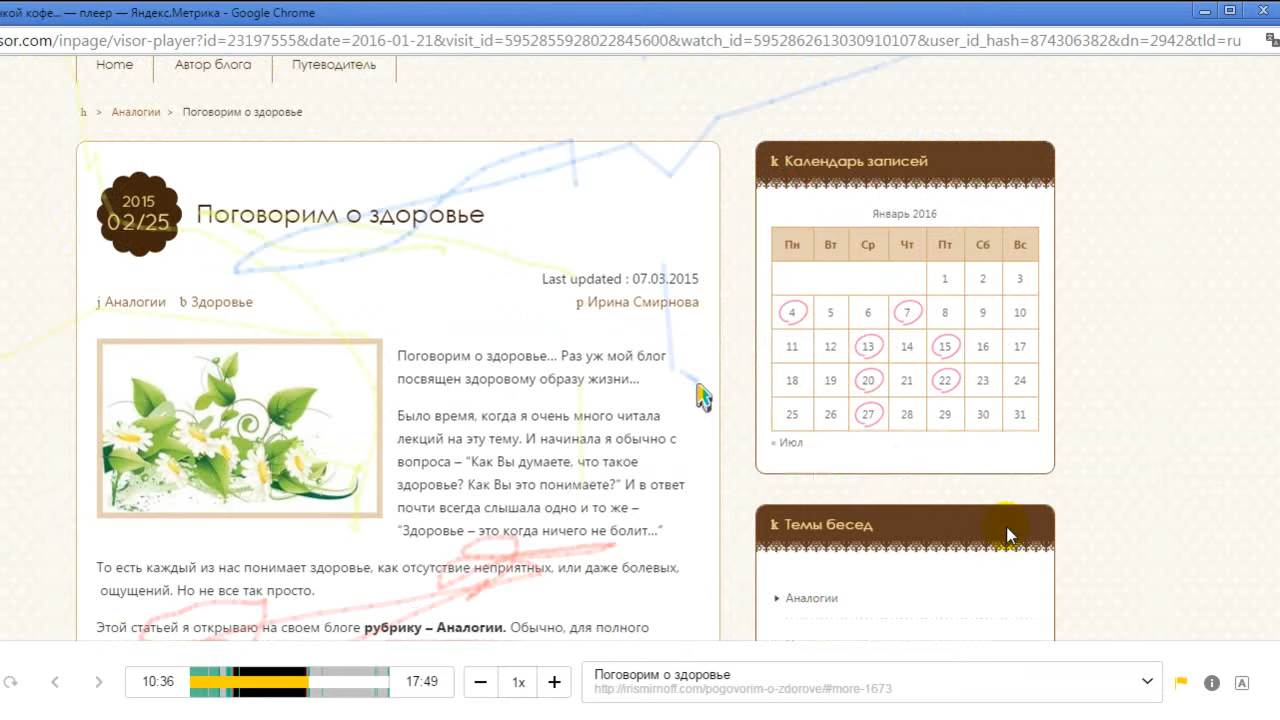 чкой кофе... — плеер — Яндекс.Метрика - Google Chrome
sor.com/inpage/visor-player?id=23197555&date=2016-01-21&visit_id=5952855928022845600&watch_id=5952862613030910107&user_id_hash=874306382&dn=2942&tld=ru
Home Автор блога Путеводитель
h > Аналогии > Поговорим о здоровье
2015
02/25
Поговорим о здоровье
Last updated : 07.03.2015
j Аналогии b Здоровье p Ирина Смирнова
Поговорим о здоровье... Раз уж мой блог
посвящен здоровому образу жизни...
Было время, когда я очень много читала
лекций на эту тему. И начинала я обычно с
вопроса – “Как Вы думаете, что такое
здоровье? Как Вы это понимаете?” И в ответ
почти всегда слышала одно и то же –
“Здоровье – это когда ничего не болит...”
То есть каждый из нас понимает здоровье, как отсутствие неприятных, или даже болевых,
ощущений. Но не все так просто.
Этой статьей я открываю на своем блоге рубрику – Аналогии. Обычно, для полного
k Календарь записей
Январь 2016
Пн Вт Ср Чт Пт Сб Вс
1 2 3
4 5 6 7 8 9 10
11 12 13 14 15 16 17
18 19 20 21 22 23 24
25 26 27 28 29 30 31
« Июл
k Темы бесед
Аналогии
10:36 17:49 − 1x +
Поговорим о здоровье
http://irismirnoff.com/pogovorim-o-zdorove/#more-1673
A